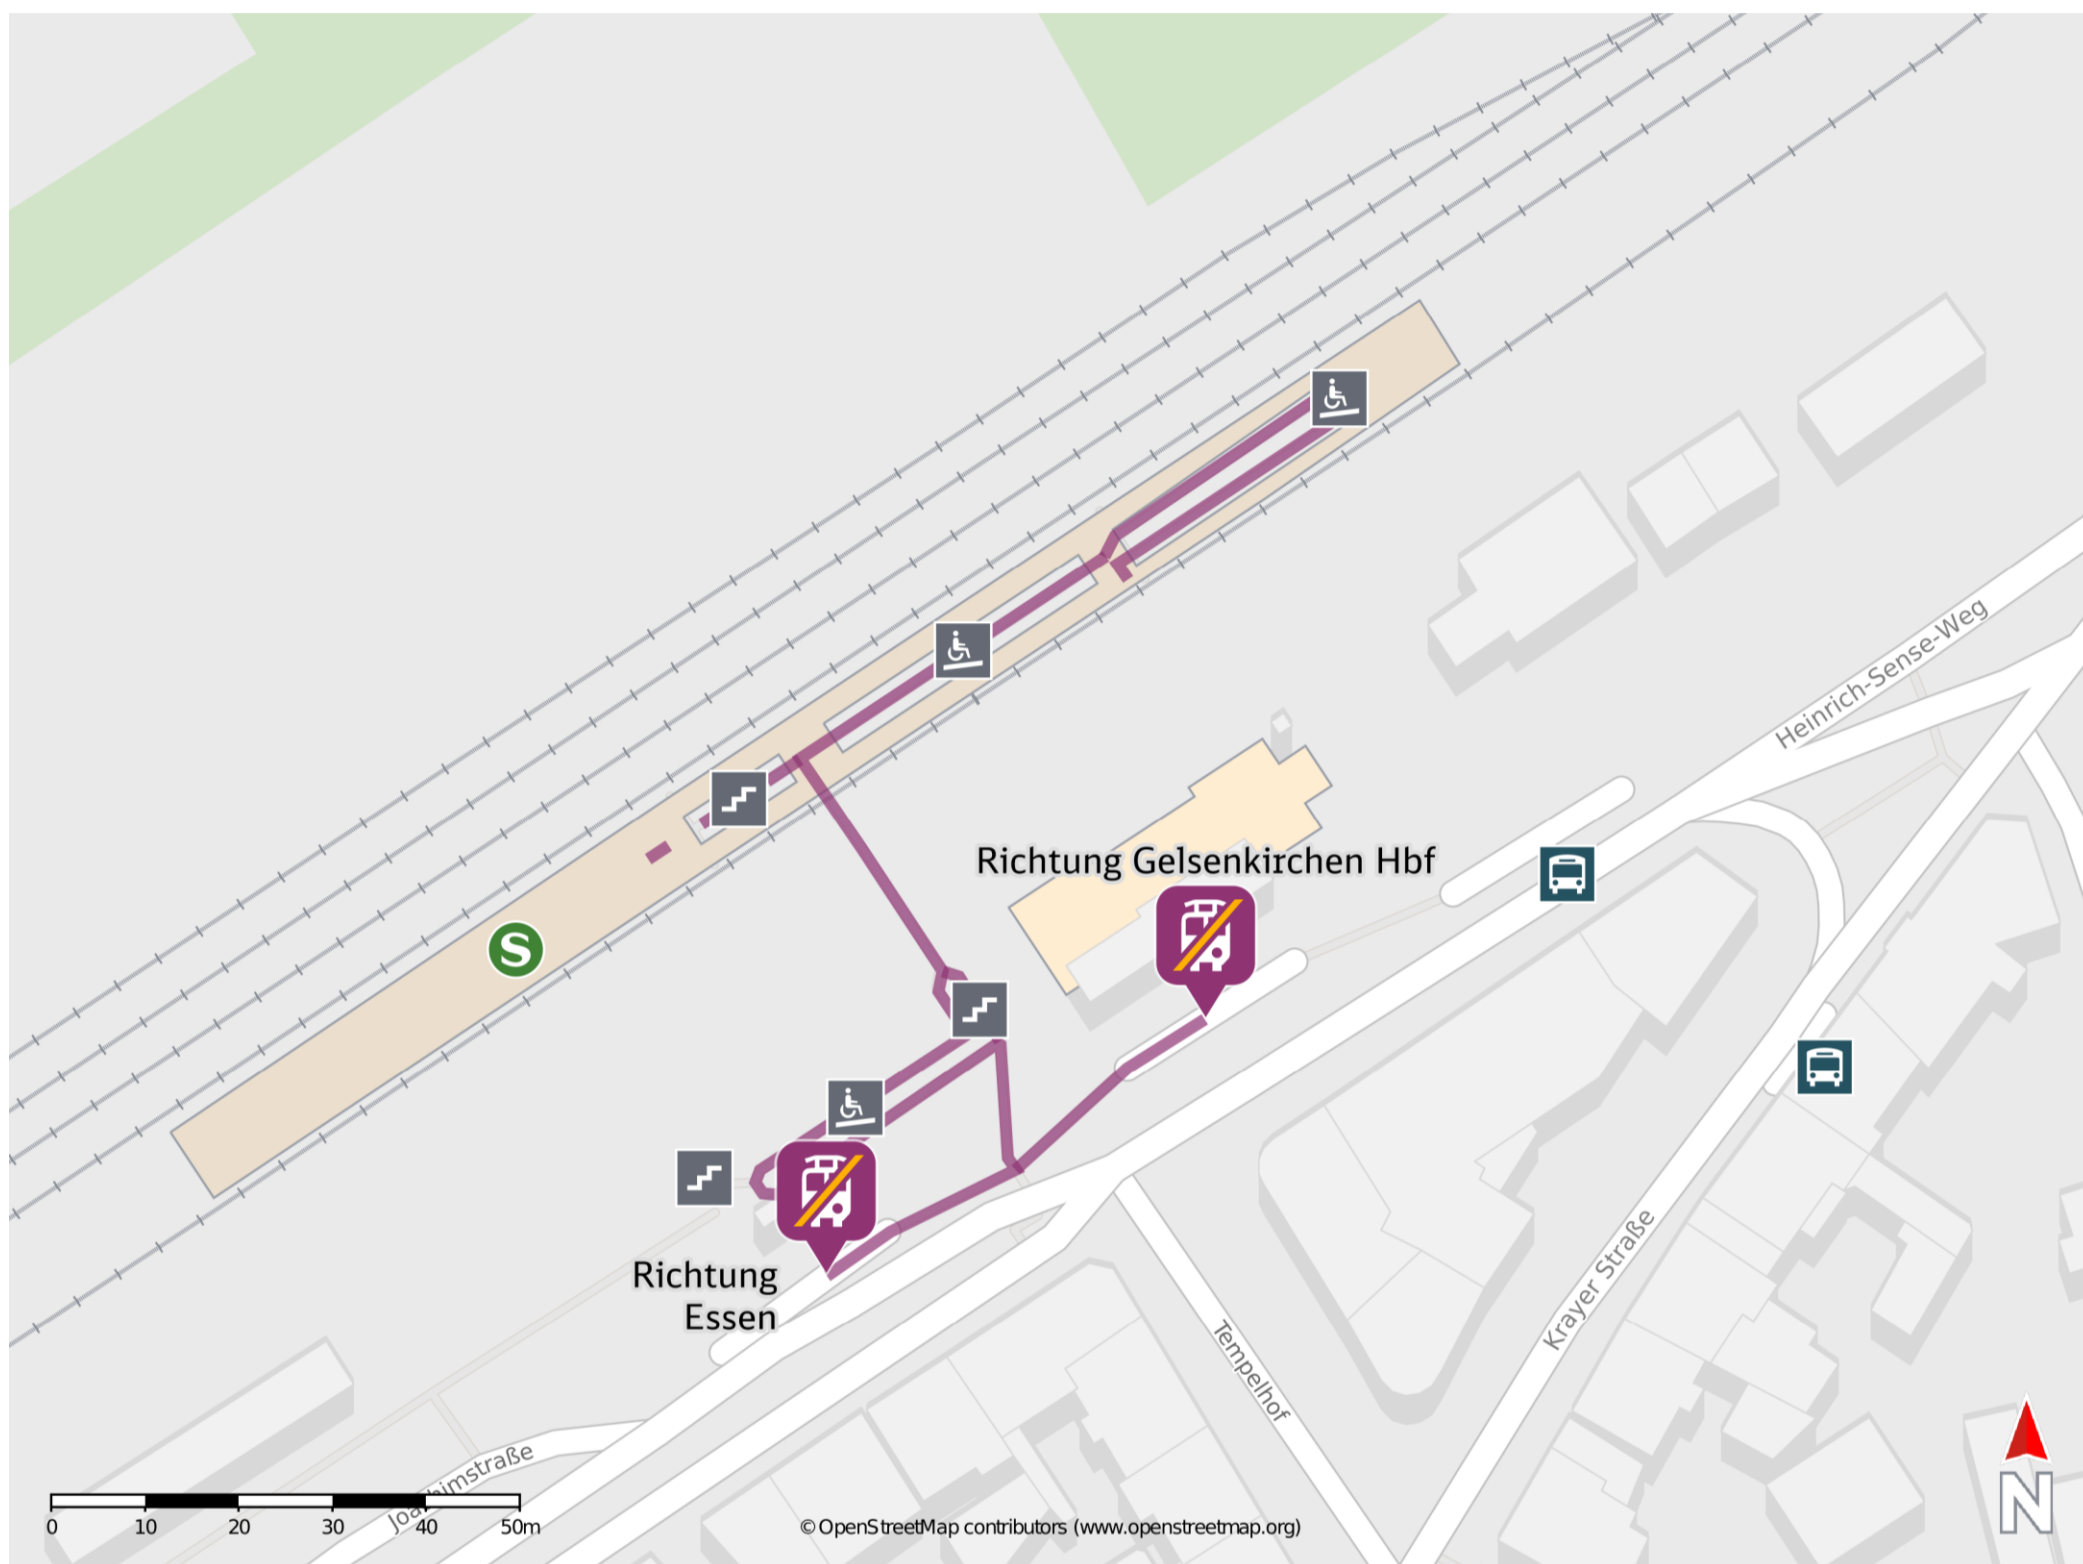 Heinrich-Sense-Weg
Richtung Gelsenkirchen Hbf
S
Richtung
Essen
Krayer Straße
Tempelhof
Joachimstraße
0 10 20 30 40 50m
© OpenStreetMap contributors (www.openstreetmap.org)
N